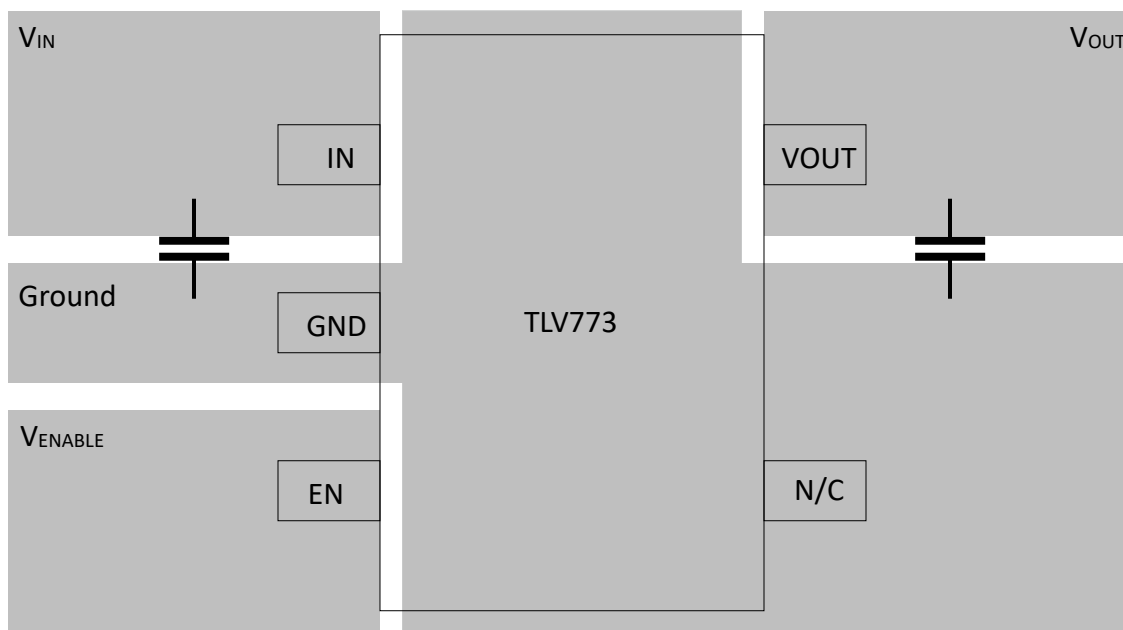 VIN
VOUT
IN
VOUT
Ground
GND
TLV773
VENABLE
EN
N/C